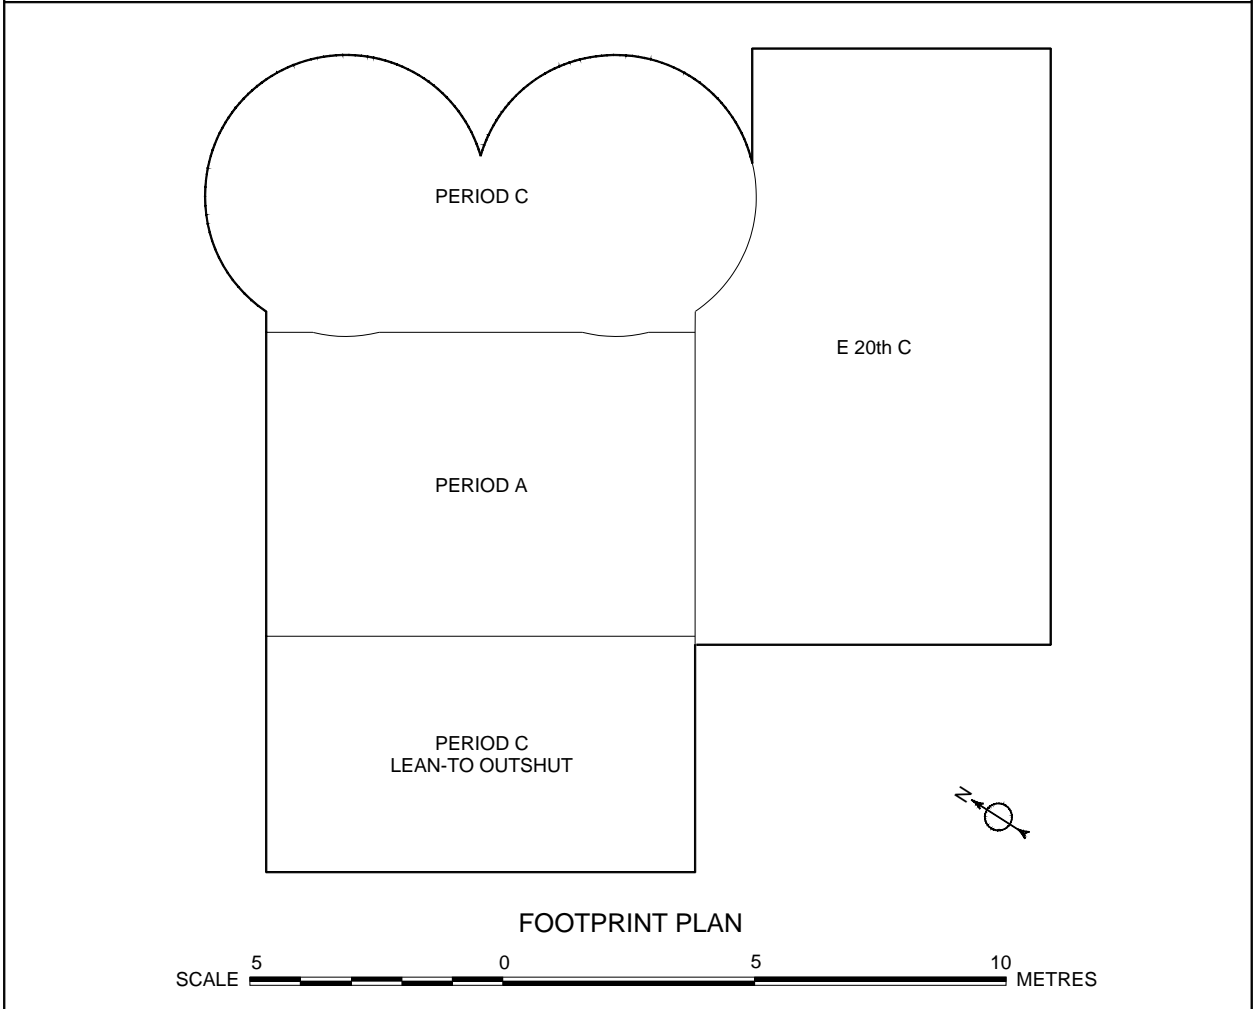 PERIOD C
E 20th C
PERIOD A
PERIOD C
LEAN-TO OUTSHUT
N
FOOTPRINT PLAN
5 0 5 10
SCALE METRES